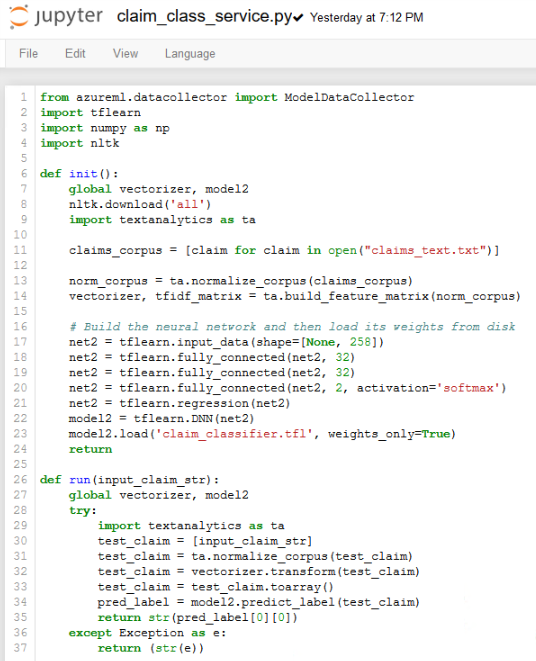 jupyter claim_class_service.py✔ Yesterday at 7:12 PM
File Edit View Language
1 from azureml.datacollector import ModelDataCollector
2 import tflearn
3 import numpy as np
4 import nltk
5
6 def init():
7     global vectorizer, model2
8     nltk.download('all')
9     import textanalytics as ta
10
11     claims_corpus = [claim for claim in open("claims_text.txt")]
12
13     norm_corpus = ta.normalize_corpus(claims_corpus)
14     vectorizer, tfidf_matrix = ta.build_feature_matrix(norm_corpus)
15
16     # Build the neural network and then load its weights from disk
17     net2 = tflearn.input_data(shape=[None, 258])
18     net2 = tflearn.fully_connected(net2, 32)
19     net2 = tflearn.fully_connected(net2, 32)
20     net2 = tflearn.fully_connected(net2, 2, activation='softmax')
21     net2 = tflearn.regression(net2)
22     model2 = tflearn.DNN(net2)
23     model2.load('claim_classifier.tfl', weights_only=True)
24     return
25
26 def run(input_claim_str):
27     global vectorizer, model2
28     try:
29         import textanalytics as ta
30         test_claim = [input_claim_str]
31         test_claim = ta.normalize_corpus(test_claim)
32         test_claim = vectorizer.transform(test_claim)
33         test_claim = test_claim.toarray()
34         pred_label = model2.predict_label(test_claim)
35         return str(pred_label[0][0])
36     except Exception as e:
37         return (str(e))